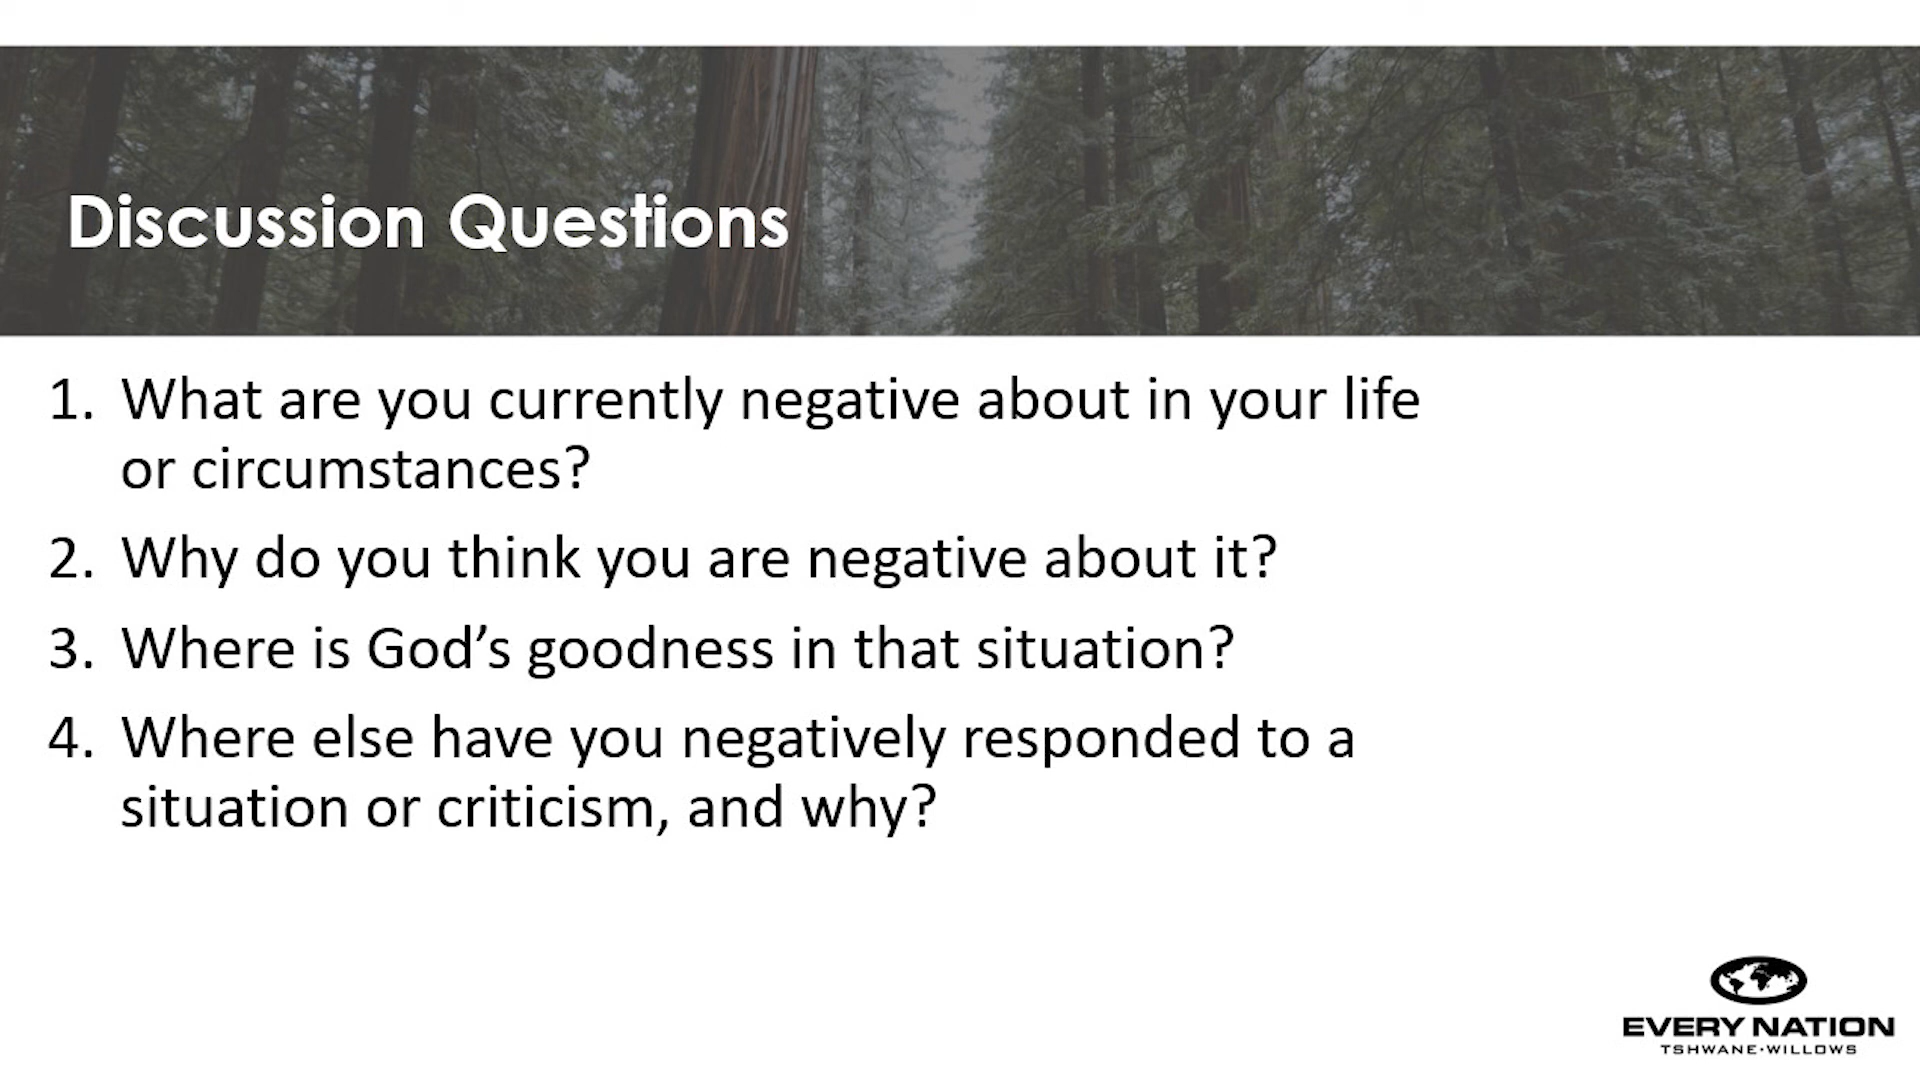 Discussion Questions
1. What are you currently negative about in your life
or circumstances?
2. Why do you think you are negative about it?
3. Where is God’s goodness in that situation?
4. Where else have you negatively responded to a
situation or criticism, and why?
EVERY NATION
TSHWANE·WILLOWS